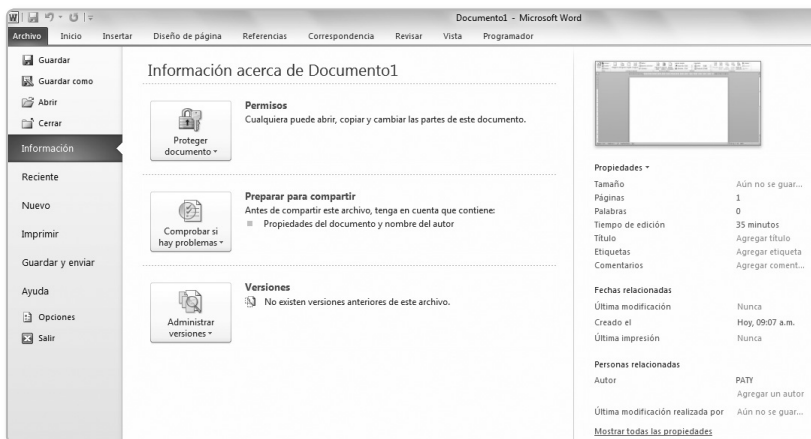 Documento1 - Microsoft Word
Archivo Inicio Insertar Diseño de página Referencias Correspondencia Revisar Vista Programador
Guardar
Guardar como
Abrir
Cerrar
Información
Reciente
Nuevo
Imprimir
Guardar y enviar
Ayuda
Opciones
Salir
Información acerca de Documento1
Proteger
documento
Permisos
Cualquiera puede abrir, copiar y cambiar las partes de este documento.
Comprobar si
hay problemas
Preparar para compartir
Antes de compartir este archivo, tenga en cuenta que contiene:
Propiedades del documento y nombre del autor
Administrar
versiones
Versiones
No existen versiones anteriores de este archivo.
Propiedades
Tamaño Aún no se guar...
Páginas 1
Palabras 0
Tiempo de edición 35 minutos
Título Agregar título
Etiquetas Agregar etiqueta
Comentarios Agregar coment...
Fechas relacionadas
Última modificación Nunca
Creado el Hoy, 09:07 a.m.
Última impresión Nunca
Personas relacionadas
Autor PATY
Agregar un autor
Última modificación realizada por Aún no se guar...
Mostrar todas las propiedades